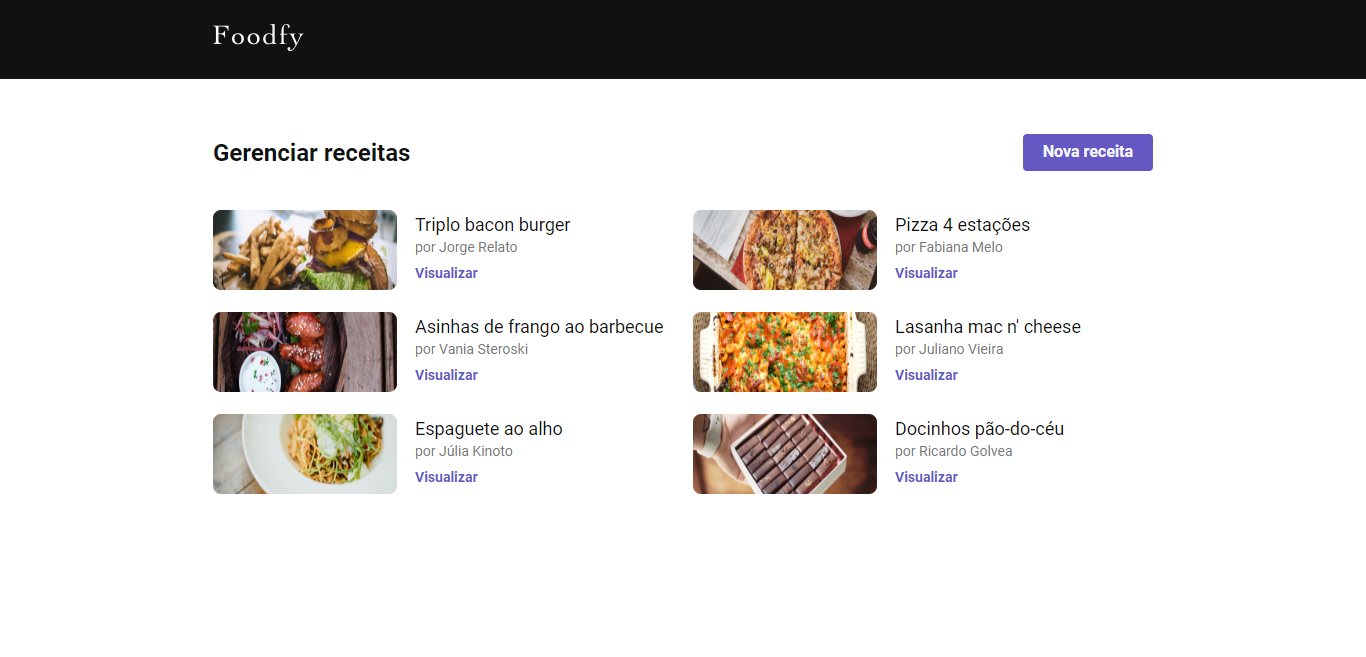 Foodfy
Gerenciar receitas
Nova receita
Triplo bacon burger
por Jorge Relato
Visualizar
Pizza 4 estações
por Fabiana Melo
Visualizar
Asinhas de frango ao barbecue
por Vania Steroski
Visualizar
Lasanha mac n' cheese
por Juliano Vieira
Visualizar
Espaguete ao alho
por Júlia Kinoto
Visualizar
Docinhos pão-do-céu
por Ricardo Golvea
Visualizar